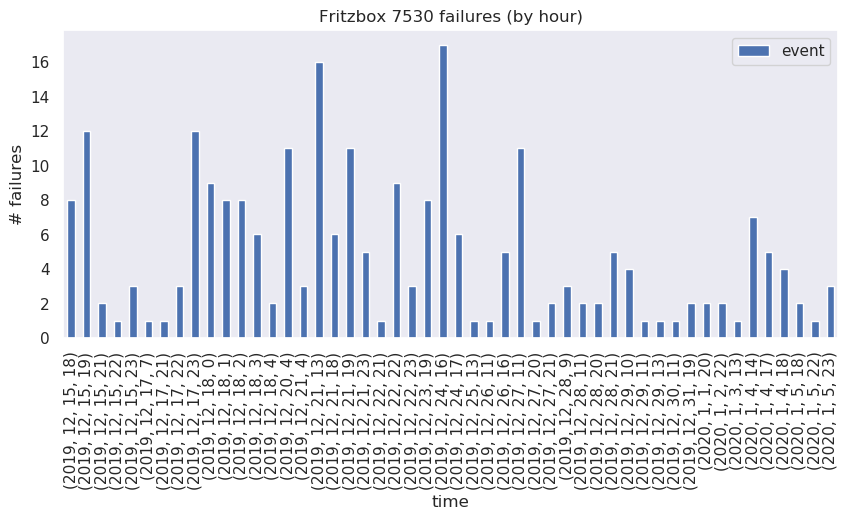 Fritzbox 7530 failures (by hour)
event
# failures
16
14
12
10
8
6
4
2
0
(2019, 12, 15, 18)
(2019, 12, 15, 19)
(2019, 12, 15, 21)
(2019, 12, 15, 22)
(2019, 12, 15, 23)
(2019, 12, 17, 7)
(2019, 12, 17, 21)
(2019, 12, 17, 22)
(2019, 12, 17, 23)
(2019, 12, 18, 0)
(2019, 12, 18, 1)
(2019, 12, 18, 2)
(2019, 12, 18, 3)
(2019, 12, 18, 4)
(2019, 12, 20, 4)
(2019, 12, 21, 4)
(2019, 12, 21, 13)
(2019, 12, 21, 18)
(2019, 12, 21, 19)
(2019, 12, 21, 23)
(2019, 12, 22, 21)
(2019, 12, 22, 22)
(2019, 12, 22, 23)
(2019, 12, 23, 19)
(2019, 12, 24, 16)
(2019, 12, 24, 17)
(2019, 12, 25, 13)
(2019, 12, 26, 11)
(2019, 12, 26, 16)
(2019, 12, 27, 11)
(2019, 12, 27, 20)
(2019, 12, 27, 21)
(2019, 12, 28, 9)
(2019, 12, 28, 11)
(2019, 12, 28, 20)
(2019, 12, 28, 21)
(2019, 12, 29, 10)
(2019, 12, 29, 11)
(2019, 12, 29, 13)
(2019, 12, 30, 11)
(2019, 12, 31, 19)
(2020, 1, 1, 20)
(2020, 1, 2, 22)
(2020, 1, 3, 13)
(2020, 1, 4, 14)
(2020, 1, 4, 17)
(2020, 1, 4, 18)
(2020, 1, 5, 18)
(2020, 1, 5, 22)
(2020, 1, 5, 23)
time